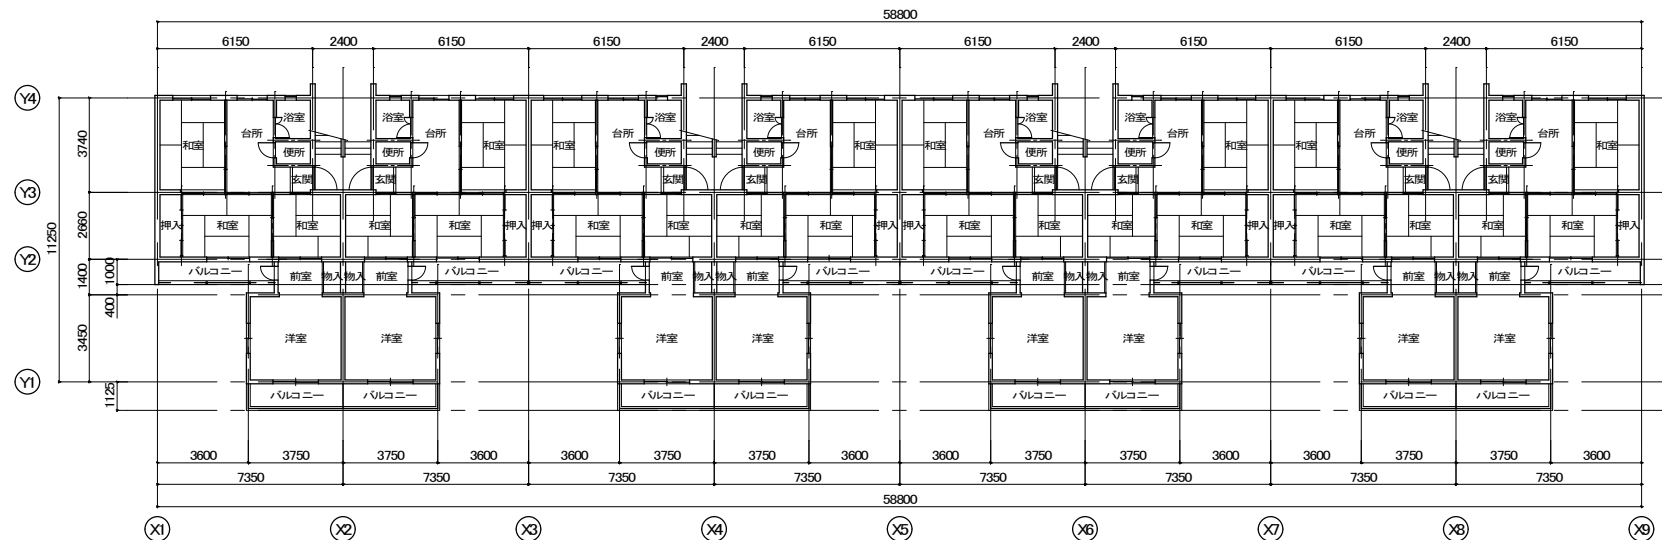 58800
6150 2400 6150 6150 2400 6150 6150 2400 6150 6150 2400 6150
Y4
浴室 浴室 浴室 浴室 浴室 浴室 浴室 浴室
台所 台所 台所 台所 台所 台所 台所 台所
3740 和室 和室 和室 和室 和室 和室 和室 和室
便所 便所 便所 便所 便所 便所 便所 便所
玄関 玄関 玄関 玄関 玄関 玄関 玄関 玄関
Y3
11250 2660 押入 和室 和室 和室 和室 押入 押入 和室 和室 和室 和室 押入 押入 和室 和室 和室 和室 押入 押入 和室 和室 和室 和室 押入
Y2
1400 1000 バルコニー 前室 物入 物入 前室 バルコニー バルコニー 前室 物入 物入 前室 バルコニー バルコニー 前室 物入 物入 前室 バルコニー バルコニー 前室 物入 物入 前室 バルコニー
400
3450 洋室 洋室 洋室 洋室 洋室 洋室 洋室 洋室
Y1
1125 バルコニー バルコニー バルコニー バルコニー バルコニー バルコニー バルコニー バルコニー
3600 3750 3750 3600 3600 3750 3750 3600 3600 3750 3750 3600 3600 3750 3750 3600
7350 7350 7350 7350 7350 7350 7350 7350
58800
X1 X2 X3 X4 X5 X6 X7 X8 X9